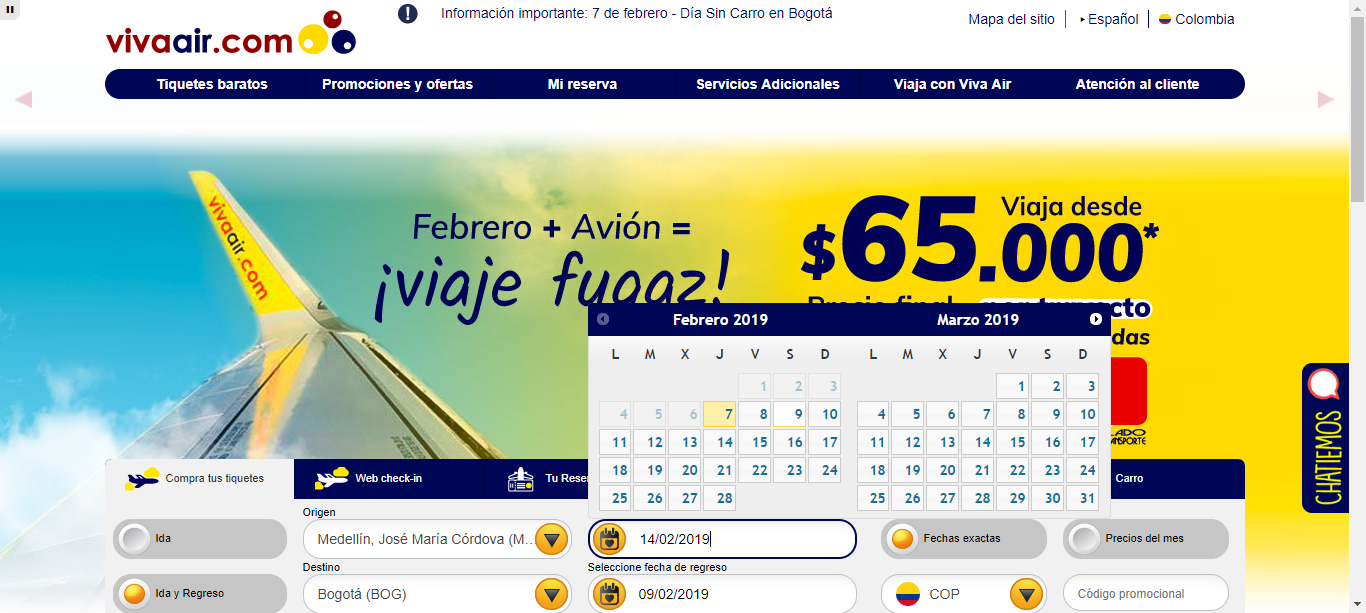 Información importante: 7 de febrero - Día Sin Carro en Bogotá
Mapa del sitio
Español
Colombia
vivaair.com
Tiquetes baratos
Promociones y ofertas
Mi reserva
Servicios Adicionales
Viaja con Viva Air
Atención al cliente
vivaair.com
Febrero + Avión =
¡viaje fugaz!
Viaja desde
$65.000*
Precio final
cto
das
LADO
CHATIEMOS
Febrero 2019
Marzo 2019
L M X J V S D
L M X J V S D
1 2 3
1 2 3
4 5 6 7 8 9 10
4 5 6 7 8 9 10
11 12 13 14 15 16 17
11 12 13 14 15 16 17
18 19 20 21 22 23 24
18 19 20 21 22 23 24
25 26 27 28
25 26 27 28 29 30 31
Compra tus tiquetes
Web check-in
Tu Rese
Carro
Origen
Ida
Medellín, José María Córdova (M...
14/02/2019
Fechas exactas
Precios del mes
Destino
Seleccione fecha de regreso
Ida y Regreso
Bogotá (BOG)
09/02/2019
COP
Código promocional